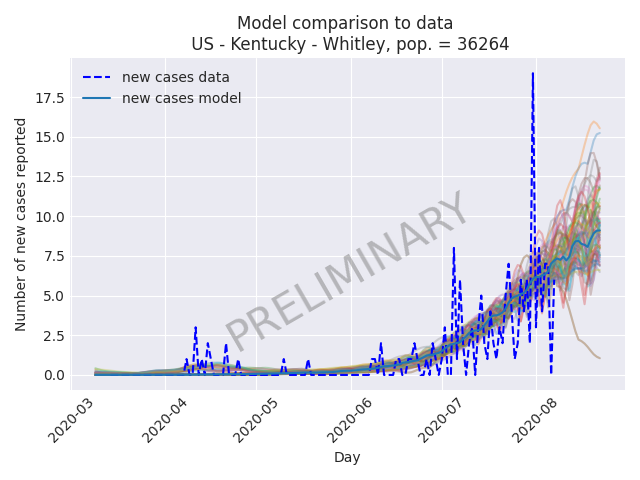 Model comparison to data
US - Kentucky - Whitley, pop. = 36264
new cases data
new cases model
PRELIMINARY
Number of new cases reported
17.5
15.0
12.5
10.0
7.5
5.0
2.5
0.0
2020-03
2020-04
2020-05
2020-06
2020-07
2020-08
Day